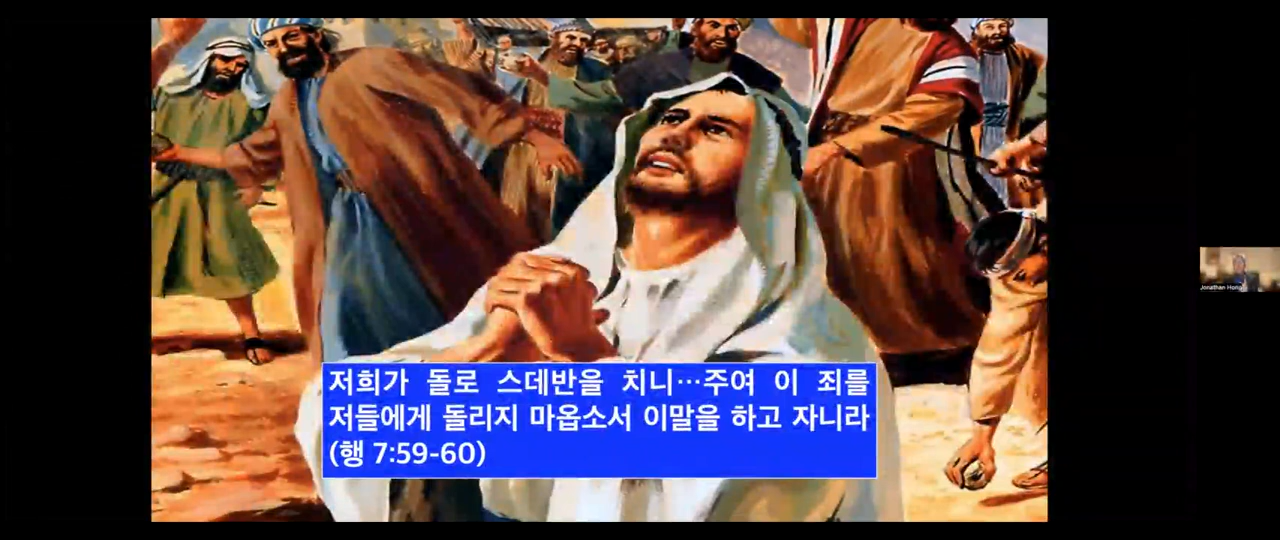 저희가 돌로 스데반을 치니…주여 이 죄를
저들에게 돌리지 마옵소서 이말을 하고 자니라
(행 7:59-60)
Jonathan Hong